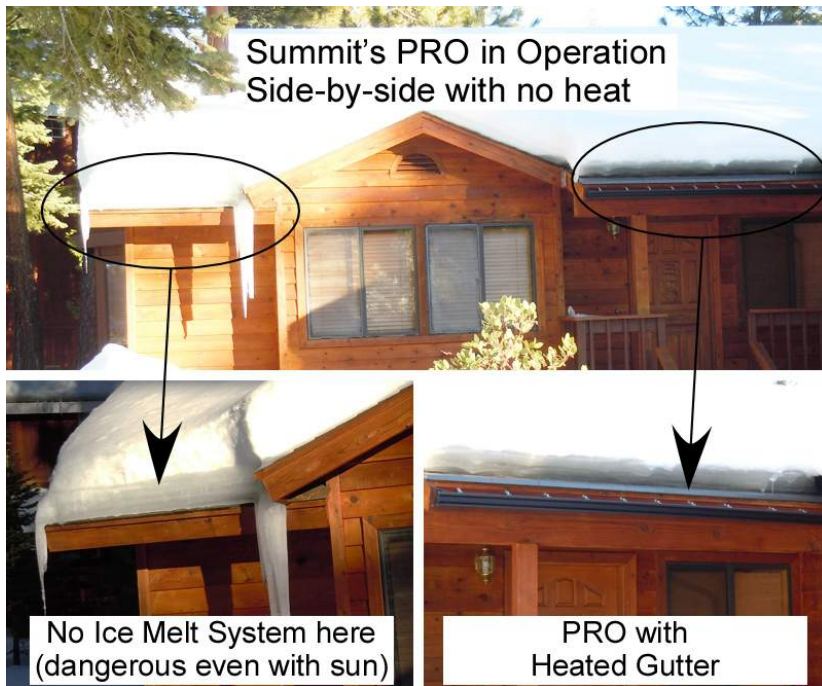 Summit's PRO in Operation
Side-by-side with no heat
No Ice Melt System here
(dangerous even with sun)
PRO with
Heated Gutter